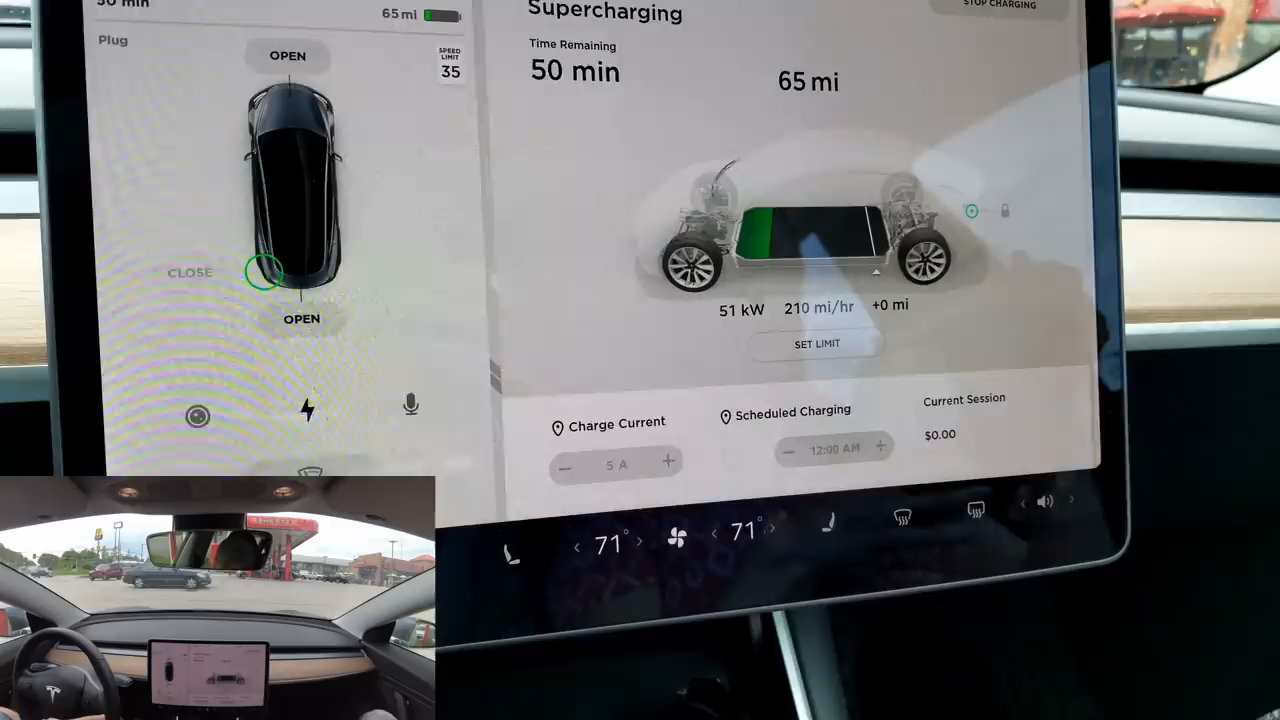 50 min
65 mi
Plug
OPEN
SPEED
LIMIT
35
CLOSE
OPEN
Supercharging
STOP CHARGING
Time Remaining
50 min
65 mi
51 kW 210 mi/hr +0 mi
SET LIMIT
Charge Current
Scheduled Charging
Current Session
− 5 A +
− 12:00 AM +
$0.00
< 71° >
< 71° >